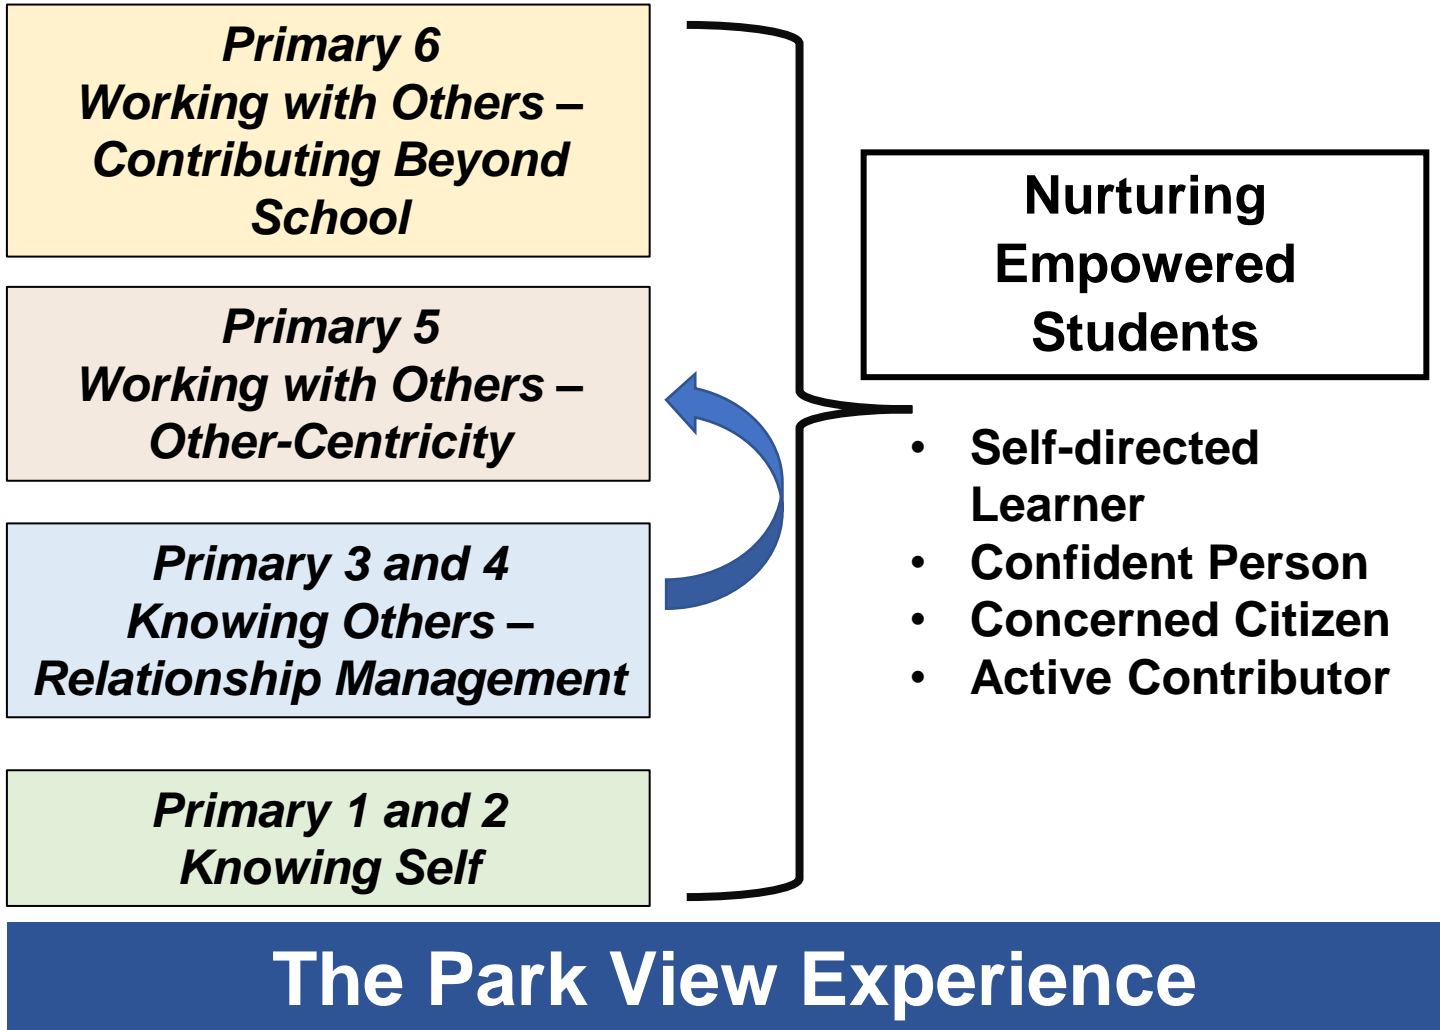 Primary 6
Working with Others –
Contributing Beyond
School
Primary 5
Working with Others –
Other-Centricity
Primary 3 and 4
Knowing Others –
Relationship Management
Primary 1 and 2
Knowing Self
Nurturing
Empowered
Students
• Self-directed
Learner
• Confident Person
• Concerned Citizen
• Active Contributor
The Park View Experience